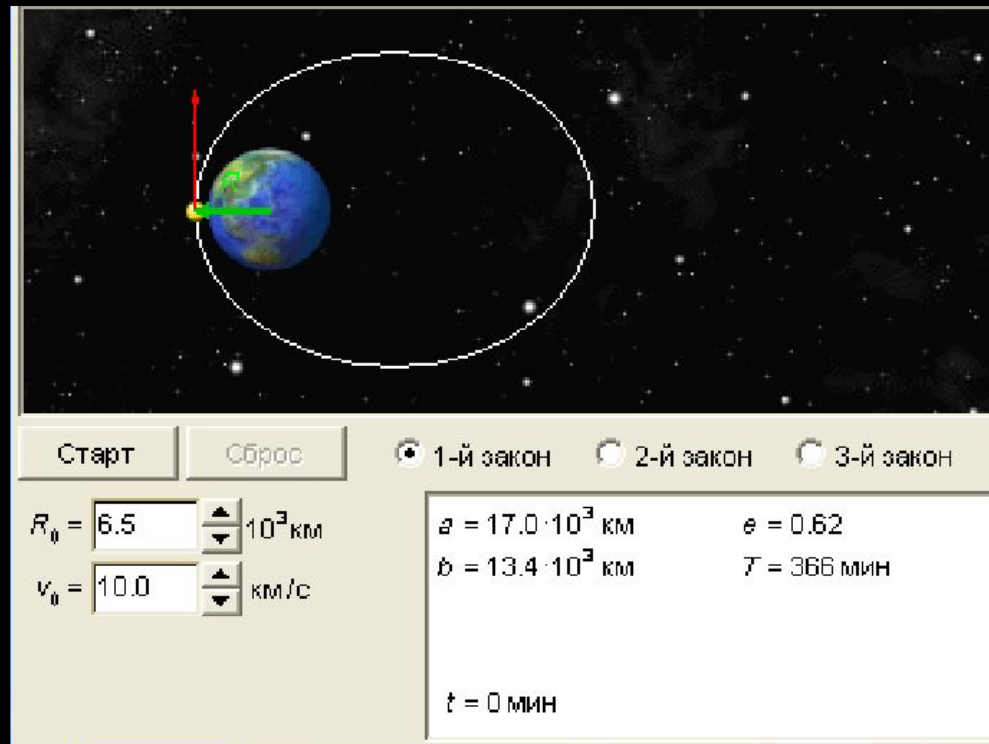 R
Старт Сброс 1-й закон 2-й закон 3-й закон
R₀ = 6.5 10³ км
v₀ = 10.0 км/с
a = 17.0·10³ км e = 0.62
b = 13.4·10³ км T = 366 мин
t = 0 мин